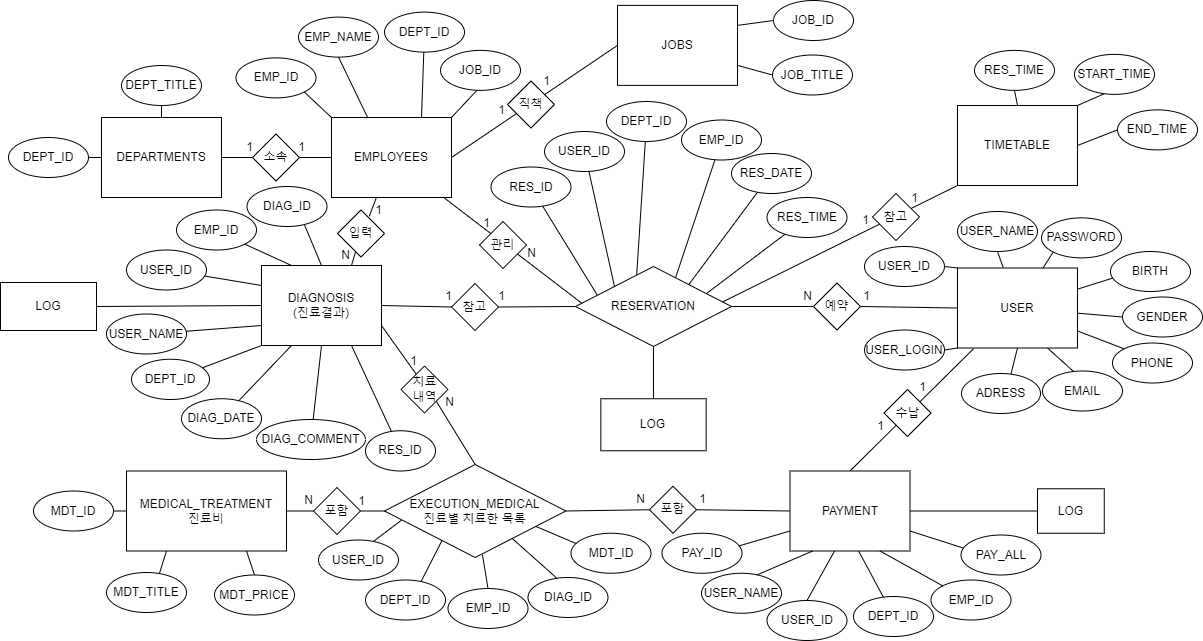 JOB_ID
JOBS
JOB_TITLE
EMP_NAME
DEPT_ID
EMP_ID
JOB_ID
DEPT_TITLE
DEPT_ID
DEPARTMENTS
1
소속
1
EMPLOYEES
1
직책
1
RES_TIME
START_TIME
END_TIME
TIMETABLE
DEPT_ID
USER_ID
EMP_ID
RES_ID
RES_DATE
RES_TIME
1
참고
1
DIAG_ID
EMP_ID
USER_ID
1
입력
N
1
관리
N
LOG
DIAGNOSIS
(진료결과)
1
참고
1
RESERVATION
N
예약
1
USER_NAME
PASSWORD
USER_ID
BIRTH
USER
GENDER
USER_LOGIN
PHONE
ADRESS
EMAIL
USER_NAME
DEPT_ID
DIAG_DATE
DIAG_COMMENT
RES_ID
1
치료
내역
N
LOG
1
수납
1
MEDICAL_TREATMENT
진료비
MDT_ID
MDT_TITLE
MDT_PRICE
N
포함
1
EXECUTION_MEDICAL
진료별 치료한 목록
USER_ID
DEPT_ID
EMP_ID
DIAG_ID
MDT_ID
N
포함
1
PAYMENT
LOG
PAY_ID
USER_NAME
USER_ID
DEPT_ID
EMP_ID
PAY_ALL